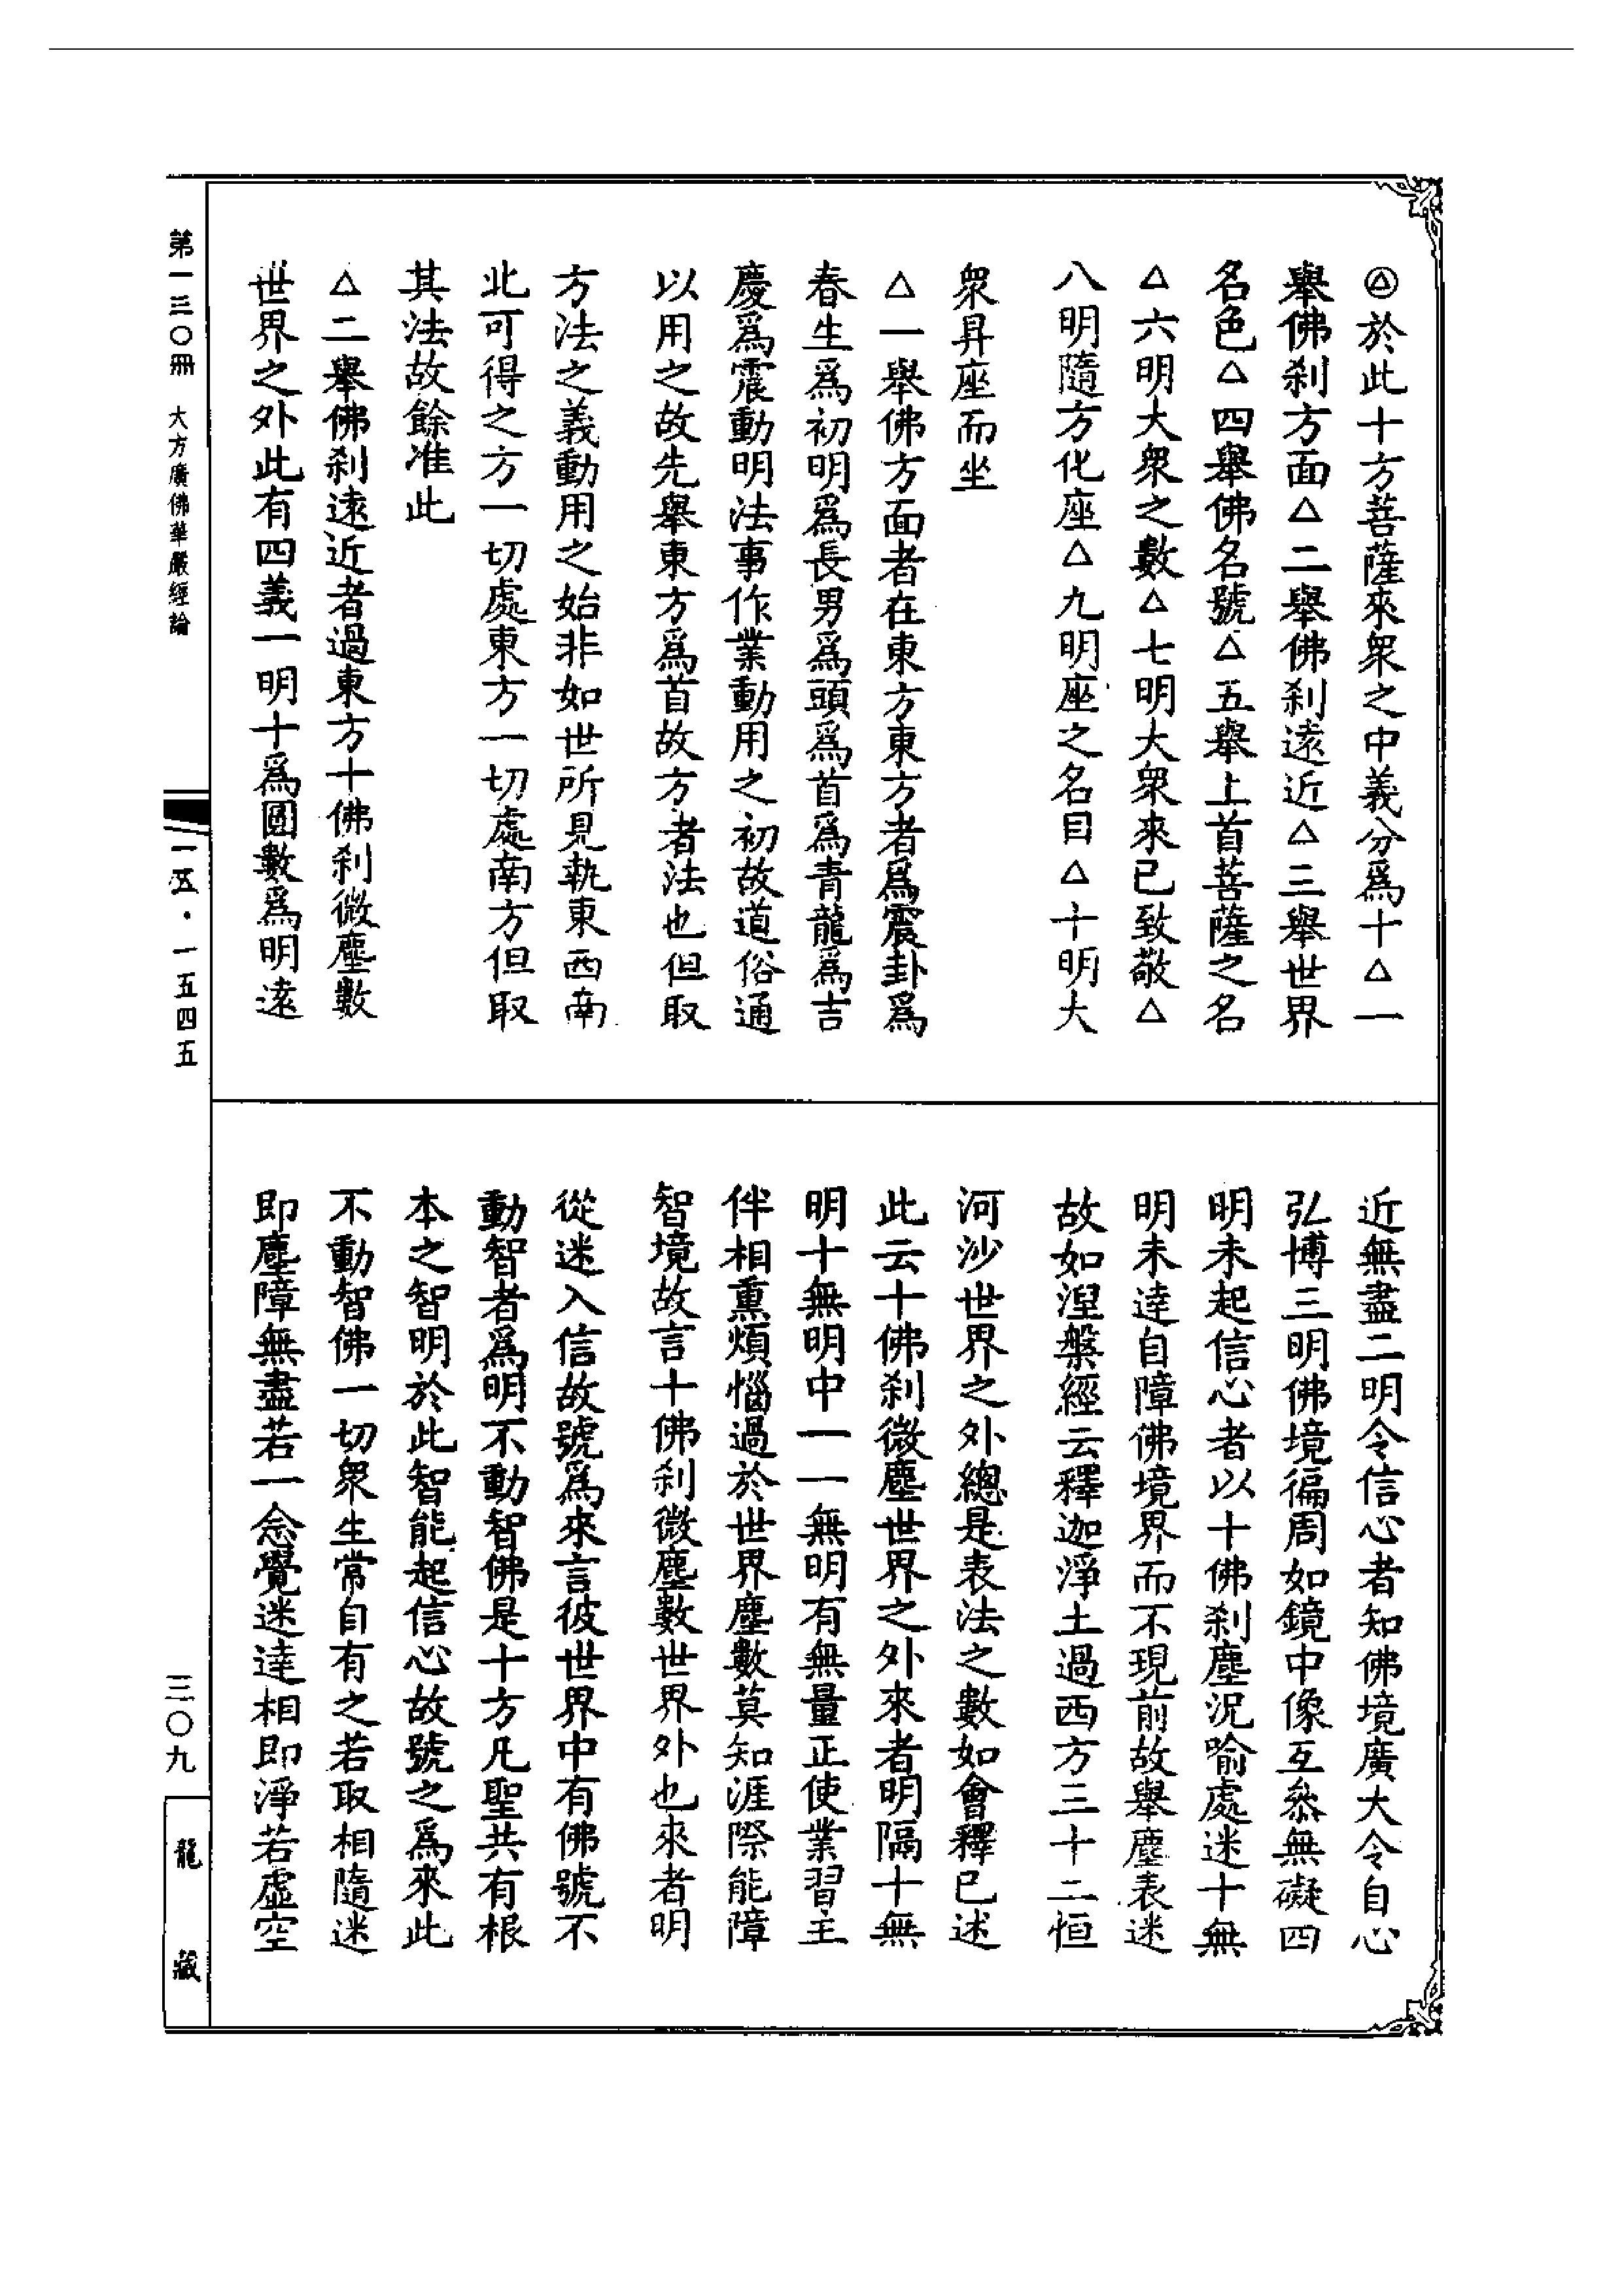 ◬於此十方菩薩來衆之中義分爲十△一
舉佛刹方面△二舉佛刹遠近△三舉世界
名色△四舉佛名號△五舉上首菩薩之名
△六明大衆之數△七明大衆來已致敬△
八明隨方化座△九明座之名目△十明大
衆昇座而坐
△一舉佛方面者在東方東方者爲震卦爲
春生爲初明爲長男爲頭爲首爲青龍爲吉
慶爲震動明法事作業動用之初故道俗通
以用之故先舉東方爲首故方者法也但取
方法之義動用之始非如世所見執東西南
北可得之方一切處東方一切處南方但取
其法故餘准此
△二舉佛刹遠近者過東方十佛刹微塵數
世界之外此有四義一明十爲圓數爲明遠
近無盡二明令信心者知佛境廣大令自心
弘博三明佛境徧周如鏡中像互叅無礙四
明未起信心者以十佛刹塵況喻處迷十無
明未達自障佛境界而不現前故舉塵表迷
故如涅槃經云釋迦淨土過西方三十二恒
河沙世界之外總是表法之數如會釋已述
此云十佛刹微塵世界之外來者明隔十無
明十無明中一一無明有無量正使業習主
伴相熏煩惱過於世界塵數莫知涯際能障
智境故言十佛刹微塵數世界外也來者明
從迷入信故號爲來言彼世界中有佛號不
動智者爲明不動智佛是十方凡聖共有根
本之智明於此智能起信心故號之爲來此
不動智佛一切衆生常自有之若取相隨迷
即塵障無盡若一念覺迷達相即淨若虛空
第一三〇冊 大方廣佛華嚴經論
一五·一五四五
三〇九
龍藏